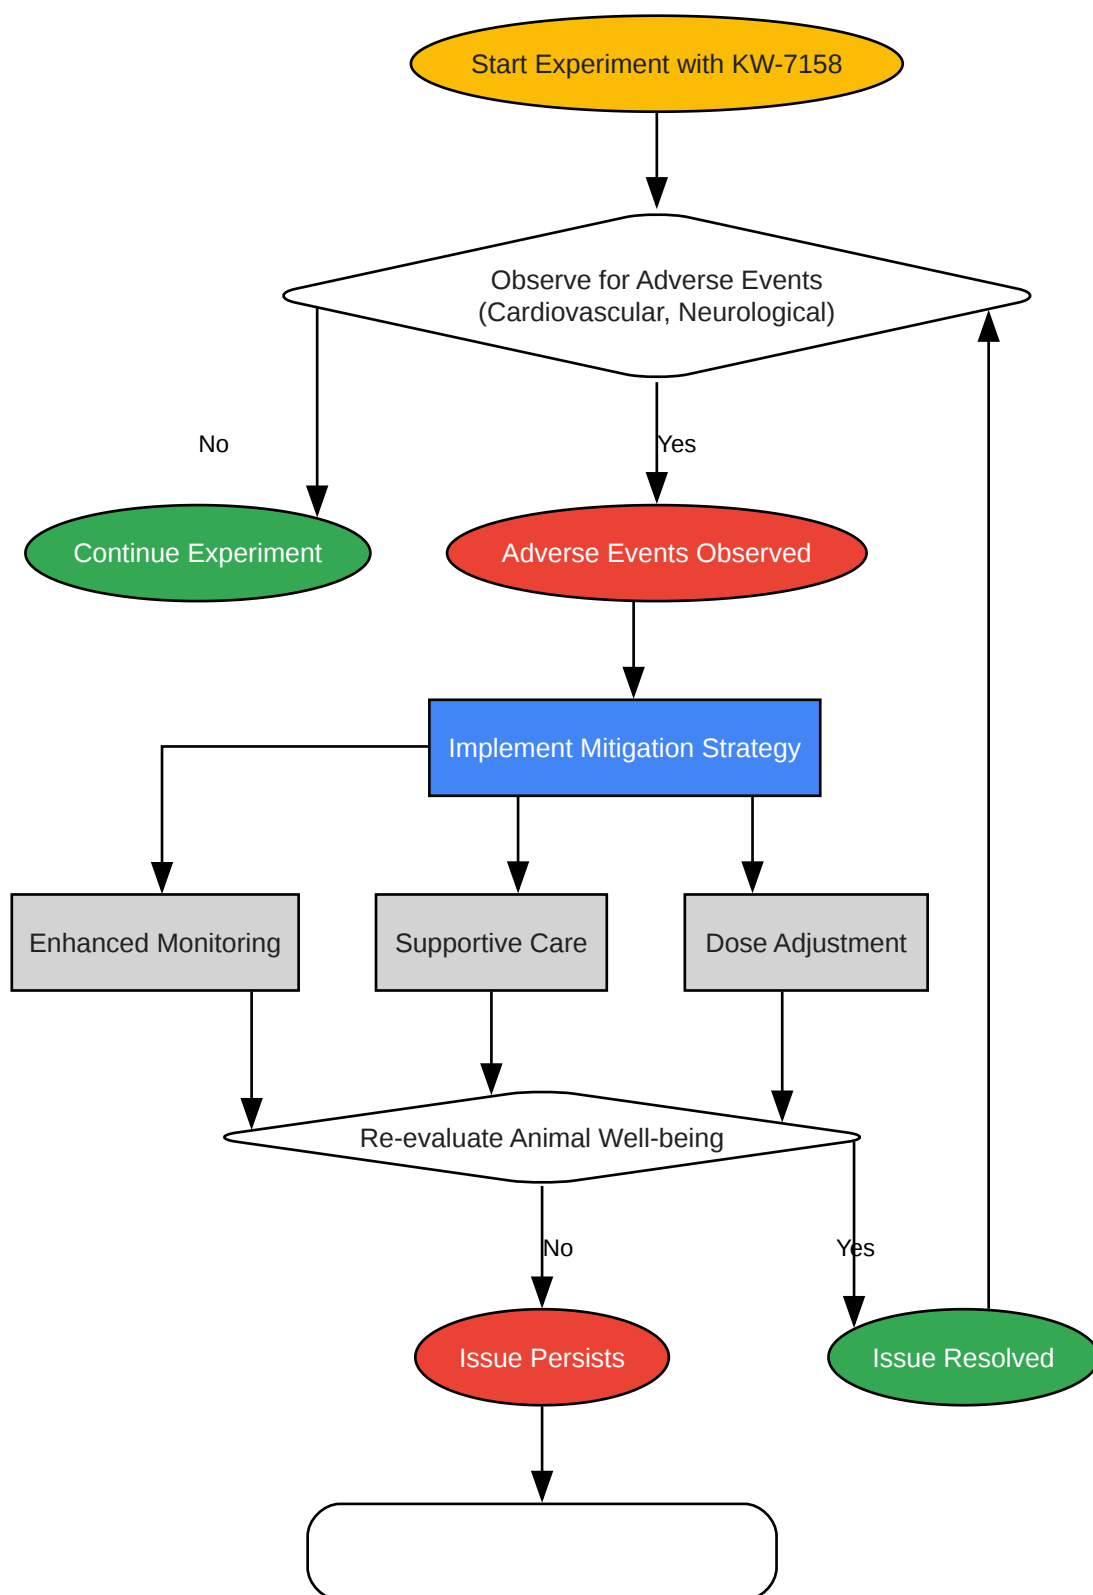 Start Experiment with KW-7158
Observe for Adverse Events
(Cardiovascular, Neurological)
No
Yes
Continue Experiment
Adverse Events Observed
Implement Mitigation Strategy
Enhanced Monitoring
Supportive Care
Dose Adjustment
Re-evaluate Animal Well-being
No
Yes
Issue Persists
Issue Resolved